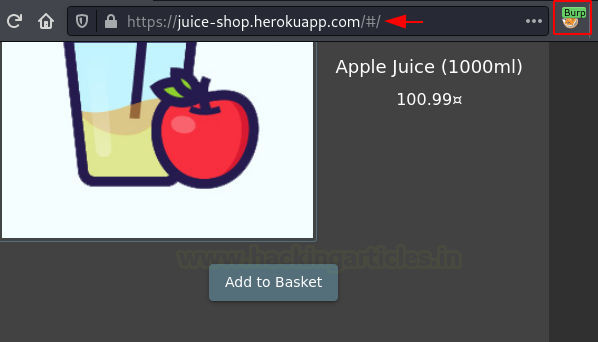 https://juice-shop.herokuapp.com/#/
Burp
Apple Juice (1000ml)
100.99¤
www.hackingarticles.in
Add to Basket